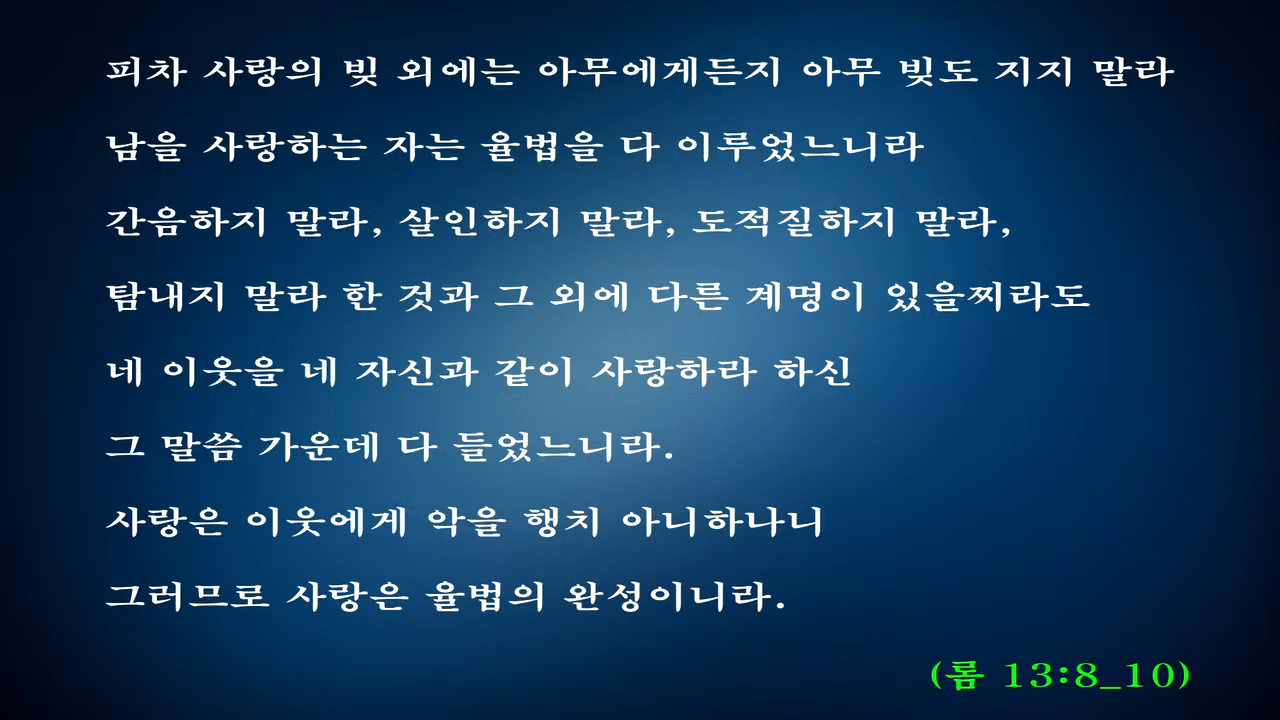 피차 사랑의 빚 외에는 아무에게든지 아무 빚도 지지 말라
남을 사랑하는 자는 율법을 다 이루었느니라
간음하지 말라, 살인하지 말라, 도적질하지 말라,
탐내지 말라 한 것과 그 외에 다른 계명이 있을찌라도
네 이웃을 네 자신과 같이 사랑하라 하신
그 말씀 가운데 다 들었느니라.
사랑은 이웃에게 악을 행치 아니하나니
그러므로 사랑은 율법의 완성이니라.
(롬 13:8_10)